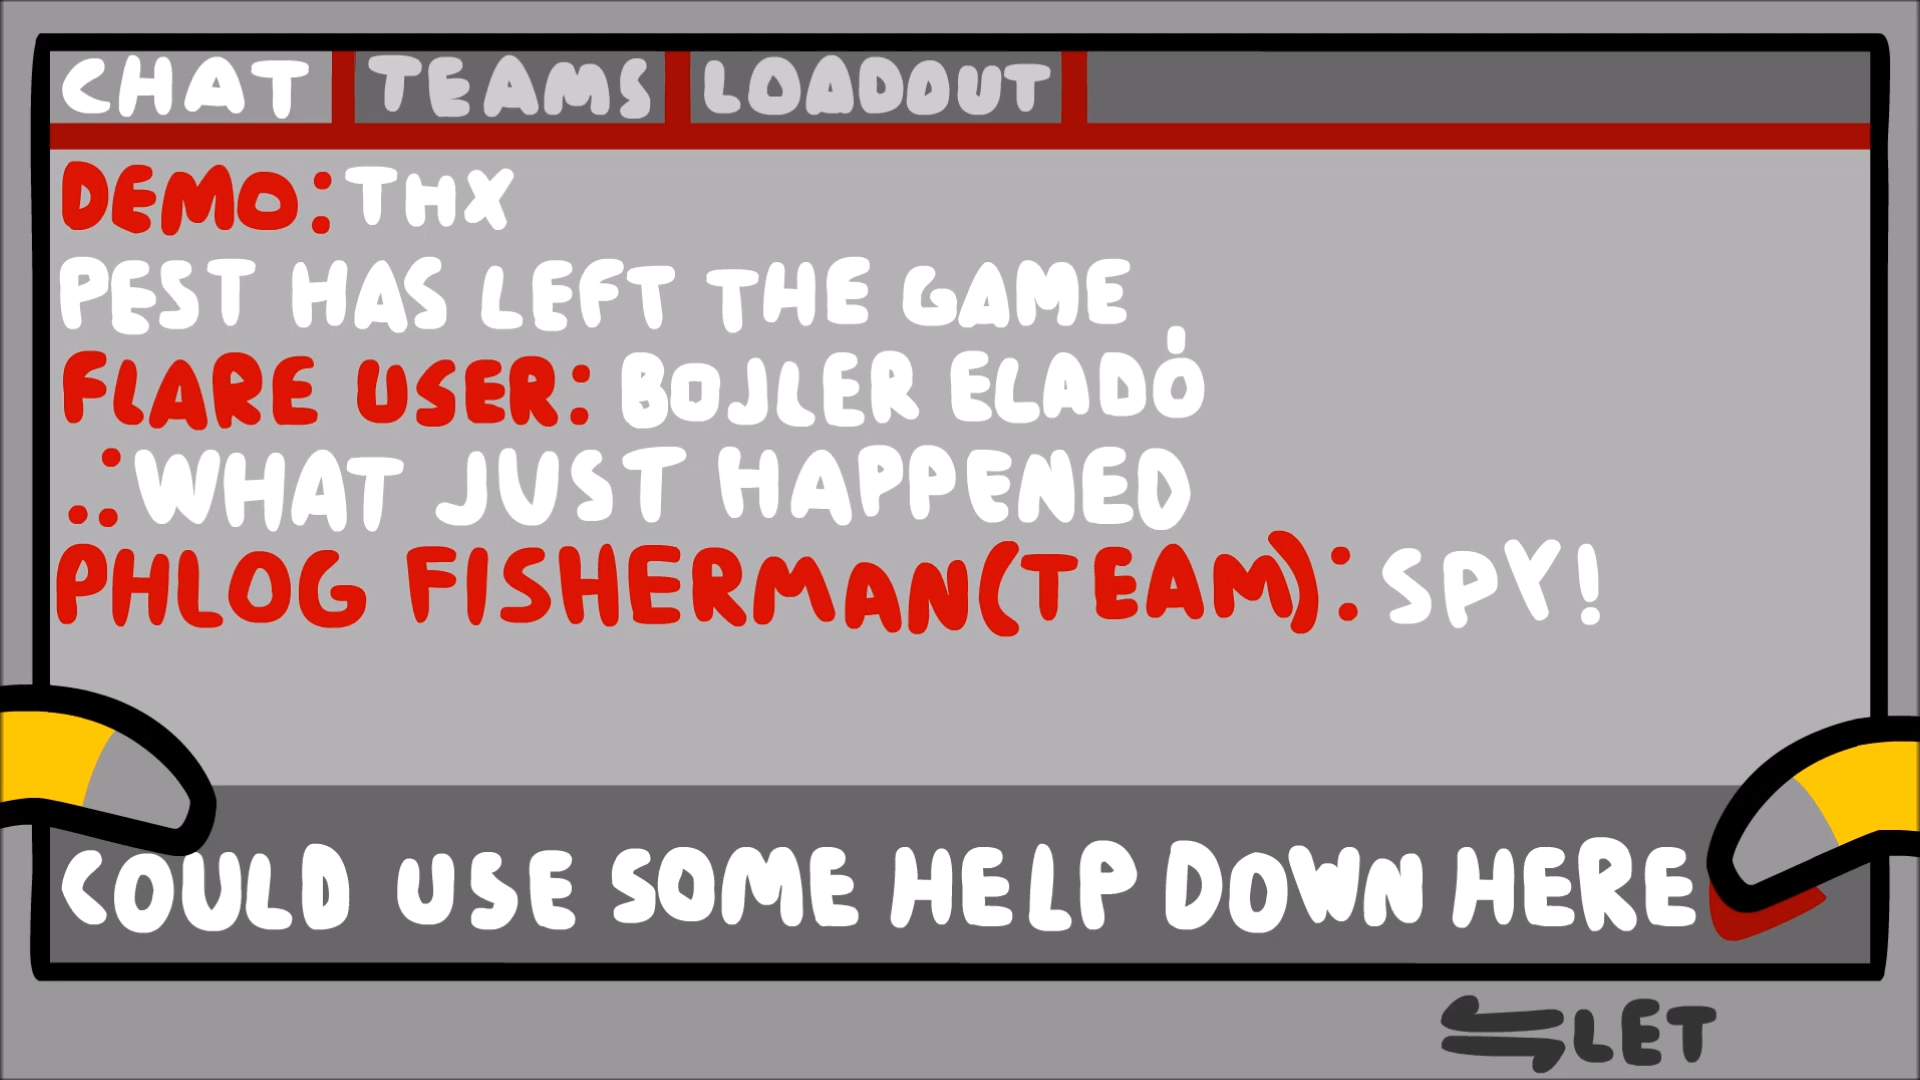 CHAT TEAMS LOADOUT
DEMO: THX
PEST HAS LEFT THE GAME
FLARE USER: BOJLER ELADÓ
.: WHAT JUST HAPPENED
PHLOG FISHERMAN(TEAM): SPY!
COULD USE SOME HELP DOWN HERE
LET